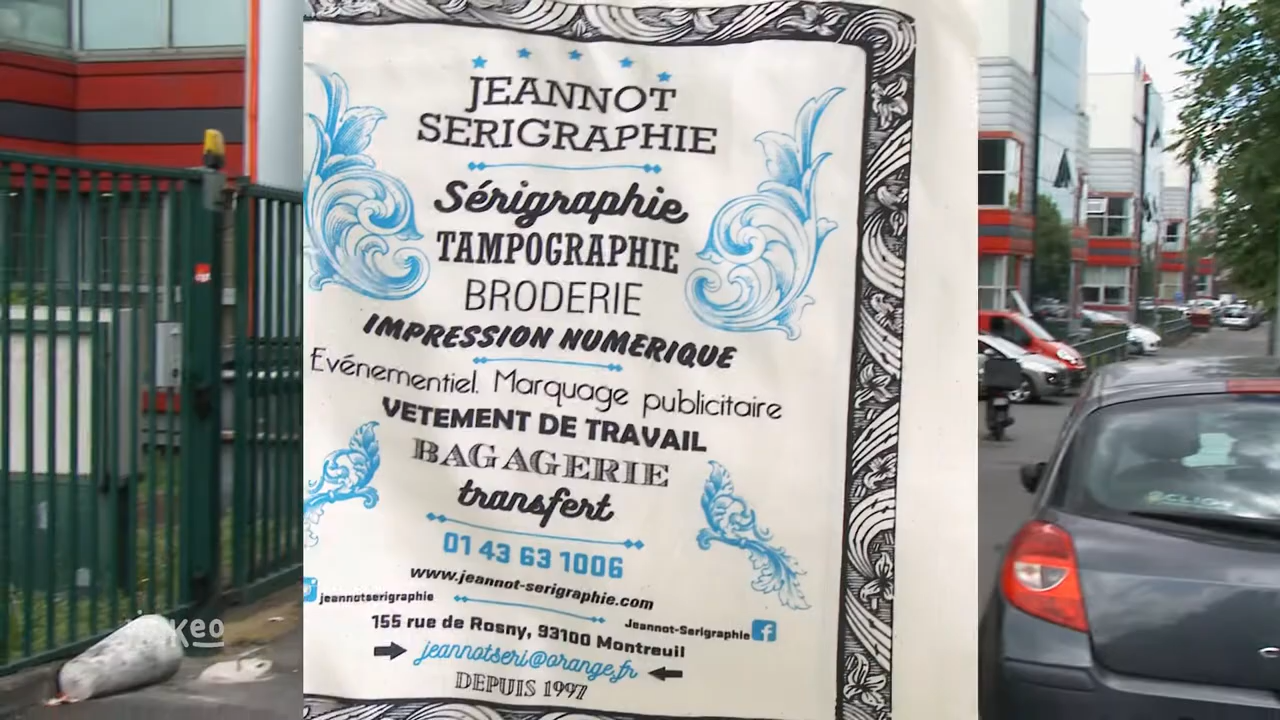 JEANNOT
SERIGRAPHIE
Sérigraphie
TAMPOGRAPHIE
BRODERIE
IMPRESSION NUMERIQUE
Evénementiel. Marquage publicitaire
VETEMENT DE TRAVAIL
BAGAGERIE
transfert
01 43 63 1006
www.jeannot-serigraphie.com
jeannotserigraphie
Jeannot-Serigraphie
155 rue de Rosny, 93100 Montreuil
jeannotseri@orange.fr
DEPUIS 1997